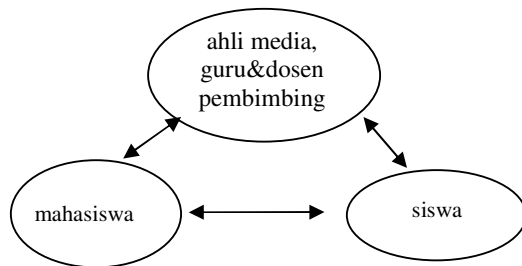 ahli media,
guru&dosen
pembimbing
mahasiswa
siswa